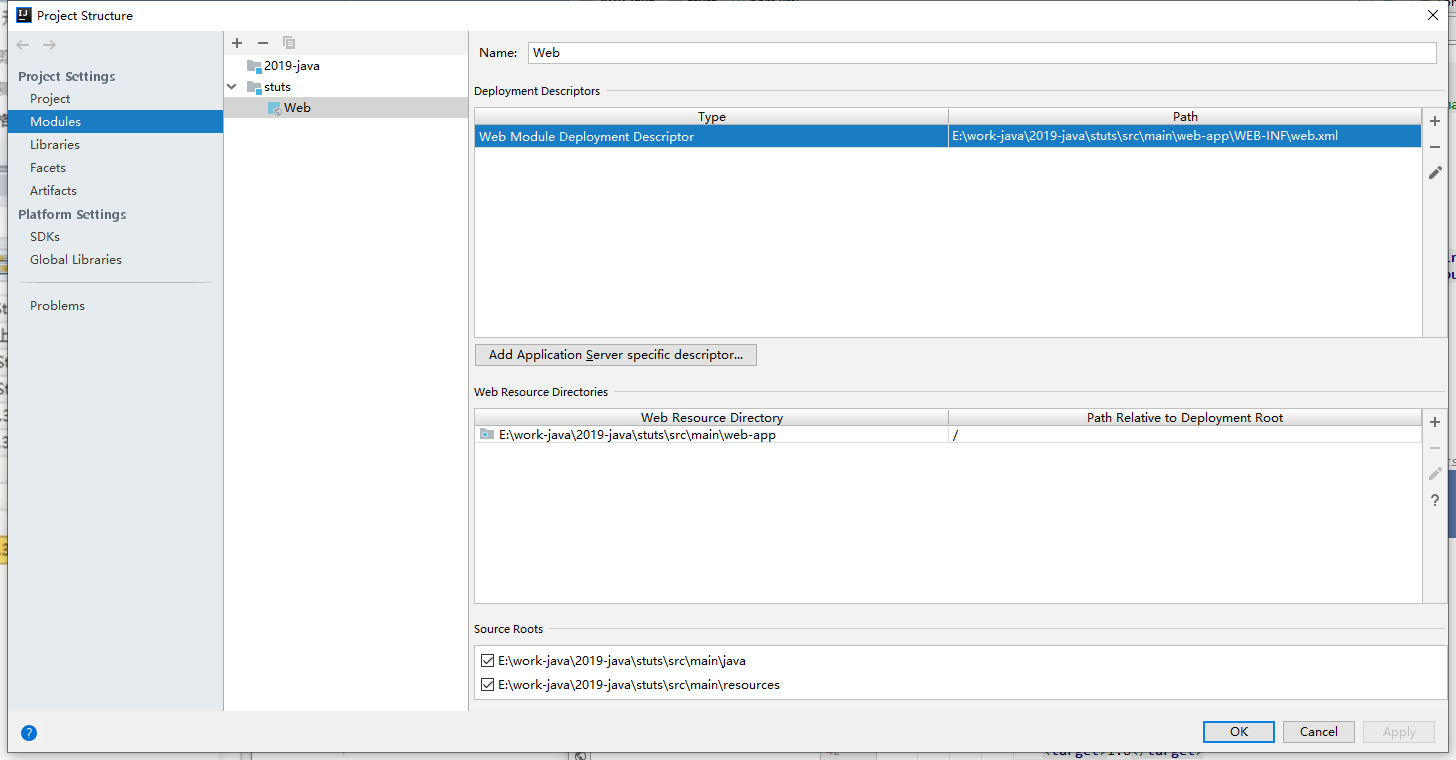 Project Structure
Project Settings
Project
Modules
Libraries
Facets
Artifacts
Platform Settings
SDKs
Global Libraries
Problems
2019-java
stuts
Web
Name: Web
Deployment Descriptors
Type Path
Web Module Deployment Descriptor E:\work-java\2019-java\stuts\src\main\web-app\WEB-INF\web.xml
Add Application Server specific descriptor...
Web Resource Directories
Web Resource Directory Path Relative to Deployment Root
E:\work-java\2019-java\stuts\src\main\web-app /
?
Source Roots
E:\work-java\2019-java\stuts\src\main\java
E:\work-java\2019-java\stuts\src\main\resources
? OK Cancel Apply